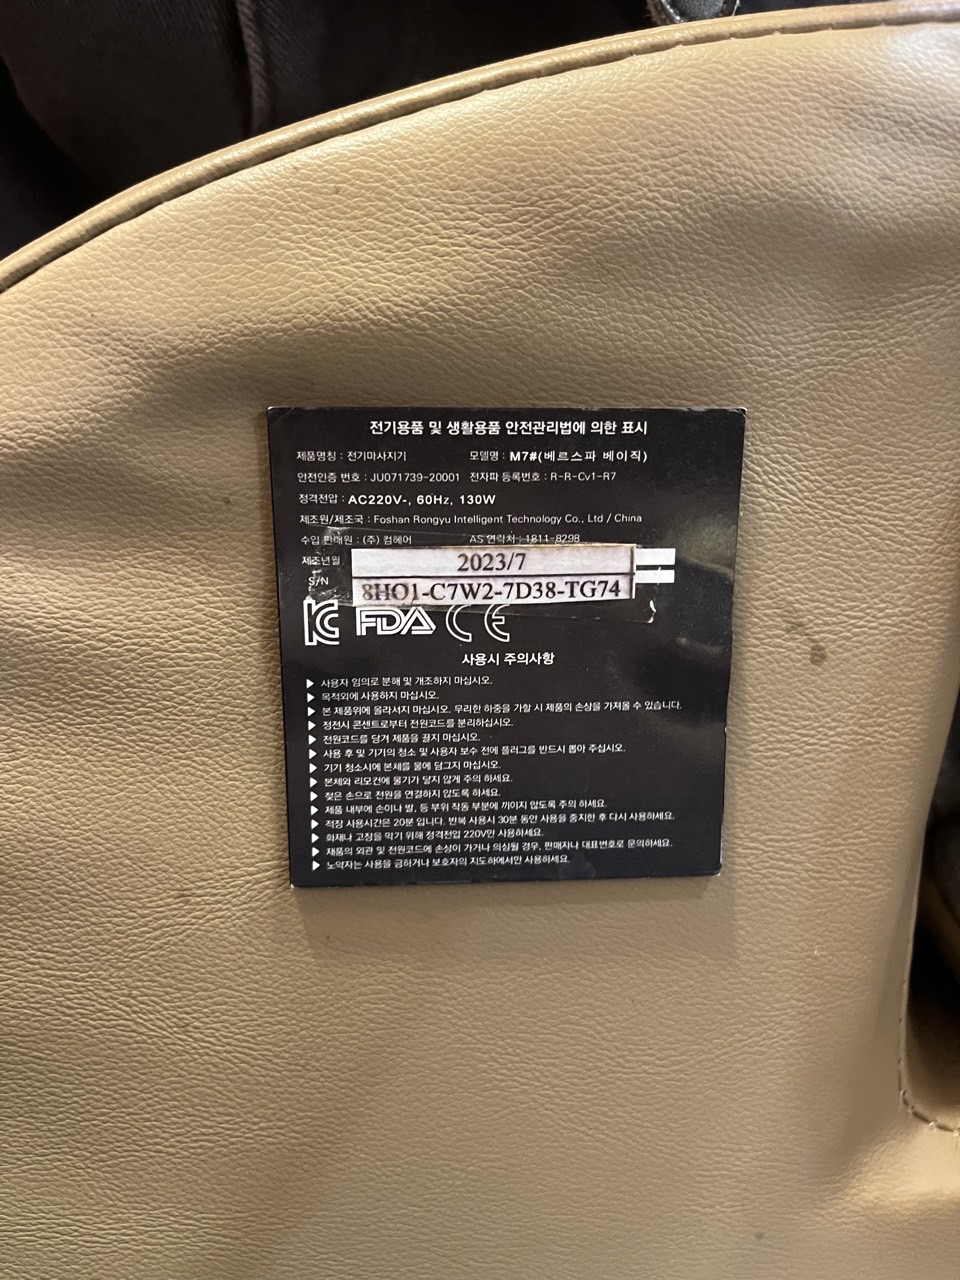 전기용품 및 생활용품 안전관리법에 의한 표시
제품명칭 : 전기마사지기 모델명 : M7#(베르스파 베이직)
안전인증 번호 : JU071739-20001 전자파 등록번호 : R-R-Cv1-R7
정격전압 : AC220V-, 60Hz, 130W
제조원/제조국 : Foshan Rongyu Intelligent Technology Co., Ltd / China
수입 판매원 : (주) 컴헤어 AS 연락처 : 1811-8298
제조년월 2023/7
S/N 8HO1-C7W2-7D38-TG74
KC FDA CE
사용시 주의사항
▶ 사용자 임의로 분해 및 개조하지 마십시오.
▶ 목적외에 사용하지 마십시오.
▶ 본 제품위에 올라서지 마십시오. 무리한 하중을 가할 시 제품의 손상을 가져올 수 있습니다.
▶ 정전시 콘센트로부터 전원코드를 분리하십시오.
▶ 전원코드를 당겨 제품을 끌지 마십시오.
▶ 사용 후 및 기기의 청소 및 사용자 보수 전에 플러그를 반드시 뽑아 주십시오.
▶ 기기 청소시에 본체를 물에 담그지 마십시오.
▶ 본체와 리모컨에 물기가 닿지 않게 주의 하세요.
▶ 젖은 손으로 전원을 연결하지 않도록 하세요.
▶ 제품 내부에 손이나 발, 등 부위 작동 부분에 끼이지 않도록 주의 하세요.
▶ 적정 사용시간은 20분 입니다. 반복 사용시 30분 동안 사용을 중지한 후 다시 사용하세요.
▶ 화재나 고장을 막기 위해 정격전압 220V만 사용하세요.
▶ 재품의 외관 및 전원코드에 손상이 가거나 의심될 경우, 판매자나 대표번호로 문의하세요.
▶ 노약자는 사용을 금하거나 보호자의 지도하에서만 사용하세요.